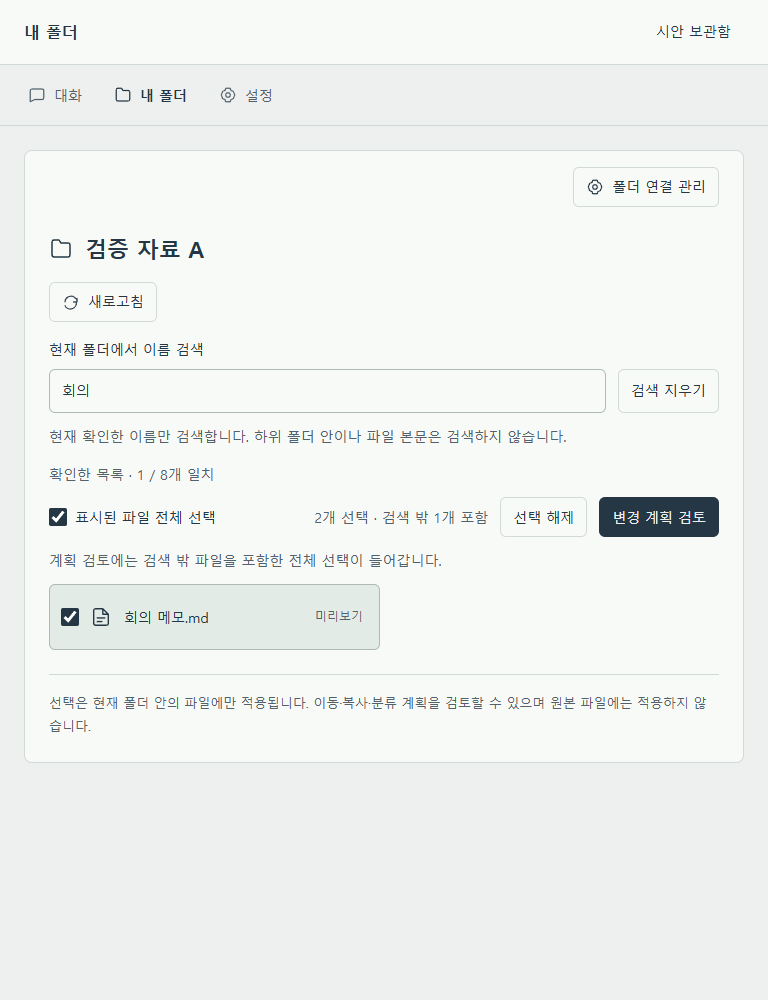 내 폴더
시안 보관함
대화
내 폴더
설정
폴더 연결 관리
검증 자료 A
새로고침
현재 폴더에서 이름 검색
회의
검색 지우기
현재 확인한 이름만 검색합니다. 하위 폴더 안이나 파일 본문은 검색하지 않습니다.
확인한 목록 · 1 / 8개 일치
표시된 파일 전체 선택
2개 선택 · 검색 밖 1개 포함
선택 해제
변경 계획 검토
계획 검토에는 검색 밖 파일을 포함한 전체 선택이 들어갑니다.
회의 메모.md
미리보기
선택은 현재 폴더 안의 파일에만 적용됩니다. 이동·복사·분류 계획을 검토할 수 있으며 원본 파일에는 적용하지 않
습니다.